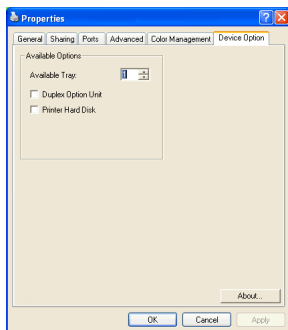 Properties
General Sharing Ports Advanced Color Management Device Option
Available Options
Available Tray: 1
Duplex Option Unit
Printer Hard Disk
About...
OK Cancel Apply